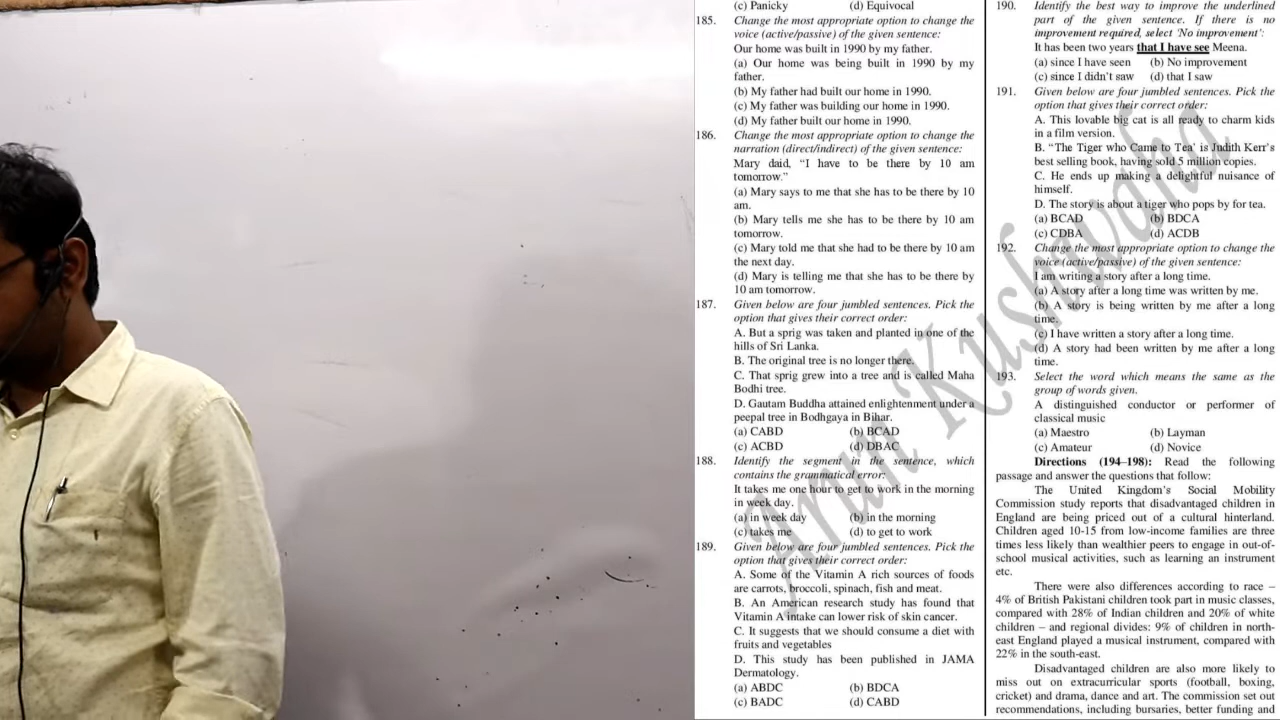 (c) Panicky (d) Equivocal
185. Change the most appropriate option to change the
voice (active/passive) of the given sentence:
Our home was built in 1990 by my father.
(a) Our home was being built in 1990 by my
father.
(b) My father had built our home in 1990.
(c) My father was building our home in 1990.
(d) My father built our home in 1990.
186. Change the most appropriate option to change the
narration (direct/indirect) of the given sentence:
Mary daid, “I have to be there by 10 am
tomorrow.”
(a) Mary says to me that she has to be there by 10
am.
(b) Mary tells me she has to be there by 10 am
tomorrow.
(c) Mary told me that she had to be there by 10 am
the next day.
(d) Mary is telling me that she has to be there by
10 am tomorrow.
187. Given below are four jumbled sentences. Pick the
option that gives their correct order:
A. But a sprig was taken and planted in one of the
hills of Sri Lanka.
B. The original tree is no longer there.
C. That sprig grew into a tree and is called Maha
Bodhi tree.
D. Gautam Buddha attained enlightenment under a
peepal tree in Bodhgaya in Bihar.
(a) CABD (b) BCAD
(c) ACBD (d) DBAC
188. Identify the segment in the sentence, which
contains the grammatical error:
It takes me one hour to get to work in the morning
in week day.
(a) in week day (b) in the morning
(c) takes me (d) to get to work
189. Given below are four jumbled sentences. Pick the
option that gives their correct order:
A. Some of the Vitamin A rich sources of foods
are carrots, broccoli, spinach, fish and meat.
B. An American research study has found that
Vitamin A intake can lower risk of skin cancer.
C. It suggests that we should consume a diet with
fruits and vegetables
D. This study has been published in JAMA
Dermatology.
(a) ABDC (b) BDCA
(c) BADC (d) CABD
190. Identify the best way to improve the underlined
part of the given sentence. If there is no
improvement required, select ‘No improvement’:
It has been two years that I have see Meena.
(a) since I have seen (b) No improvement
(c) since I didn't saw (d) that I saw
191. Given below are four jumbled sentences. Pick the
option that gives their correct order:
A. This lovable big cat is all ready to charm kids
in a film version.
B. “The Tiger who Came to Tea’ is Judith Kerr's
best selling book, having sold 5 million copies.
C. He ends up making a delightful nuisance of
himself.
D. The story is about a tiger who pops by for tea.
(a) BCAD (b) BDCA
(c) CDBA (d) ACDB
192. Change the most appropriate option to change the
voice (active/passive) of the given sentence:
I am writing a story after a long time.
(a) A story after a long time was written by me.
(b) A story is being written by me after a long
time.
(c) I have written a story after a long time.
(d) A story had been written by me after a long
time.
193. Select the word which means the same as the
group of words given.
A distinguished conductor or performer of
classical music
(a) Maestro (b) Layman
(c) Amateur (d) Novice
Directions (194–198): Read the following
passage and answer the questions that follow:
The United Kingdom's Social Mobility
Commission study reports that disadvantaged children in
England are being priced out of a cultural hinterland.
Children aged 10-15 from low-income families are three
times less likely than wealthier peers to engage in out-of-
school musical activities, such as learning an instrument
etc.
There were also differences according to race –
4% of British Pakistani children took part in music classes,
compared with 28% of Indian children and 20% of white
children – and regional divides: 9% of children in north-
east England played a musical instrument, compared with
22% in the south-east.
Disadvantaged children are also more likely to
miss out on extracurricular sports (football, boxing,
cricket) and drama, dance and art. The commission set out
recommendations, including bursaries, better funding and
Arun Kushwaha